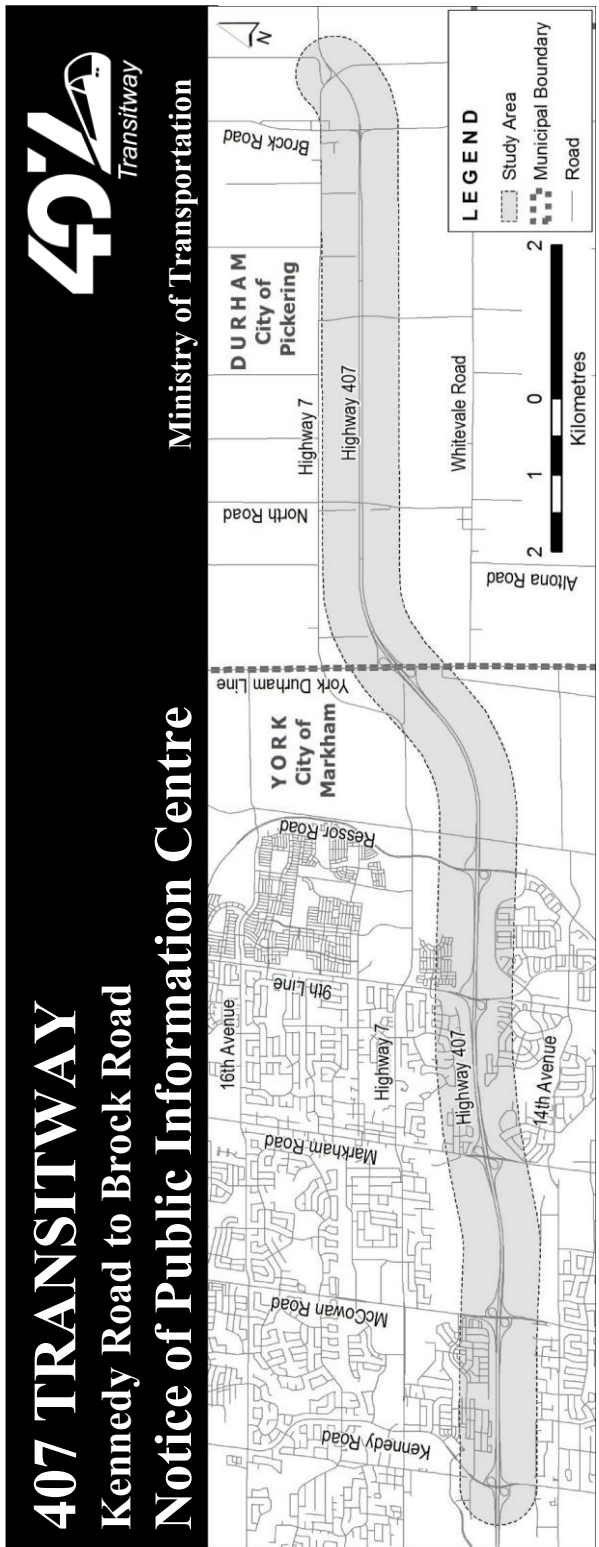 407 TRANSITWAY
Kennedy Road to Brock Road
Notice of Public Information Centre
407
Transitway
Ministry of Transportation
N
16th Avenue
9th Line
Ressor Road
YORK
City of
Markham
York Durham Line
DURHAM
City of
Pickering
North Road
Brock Road
Highway 7
Highway 407
Kennedy Road
McCowan Road
Markham Road
Highway 7
Highway 407
14th Avenue
Whitevale Road
Altona Road
2 1 0 2
Kilometres
LEGEND
Study Area
Municipal Boundary
Road